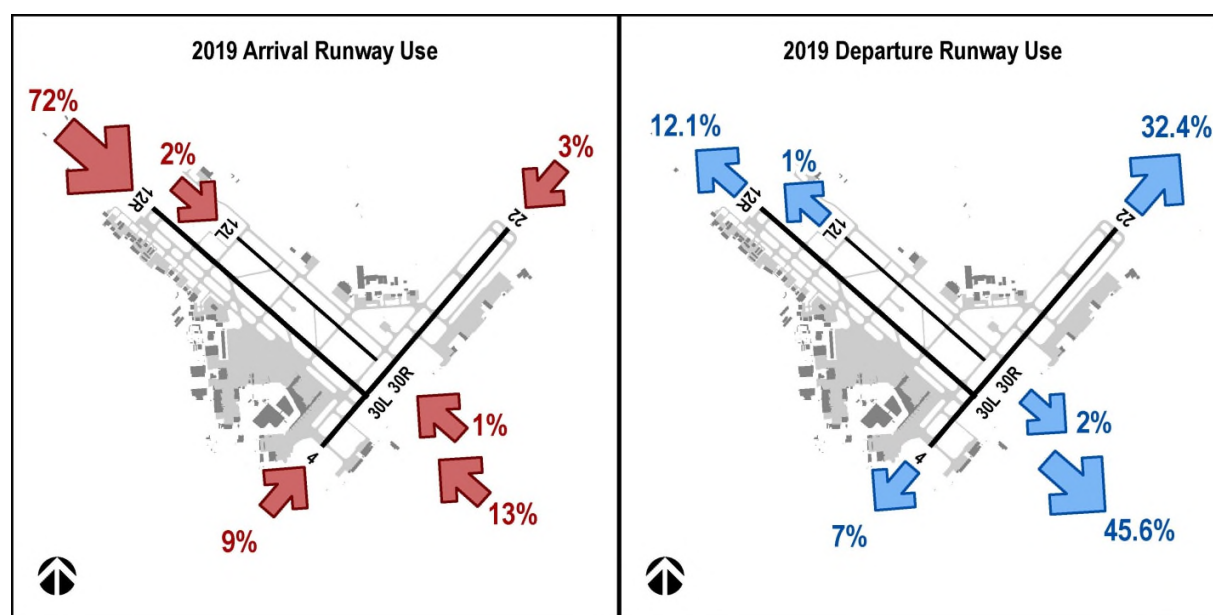 2019 Arrival Runway Use
72%
2%
3%
12R
12L
22
30L 30R
4
1%
13%
9%
2019 Departure Runway Use
12.1%
1%
32.4%
12R
12L
22
30L 30R
4
2%
7%
45.6%